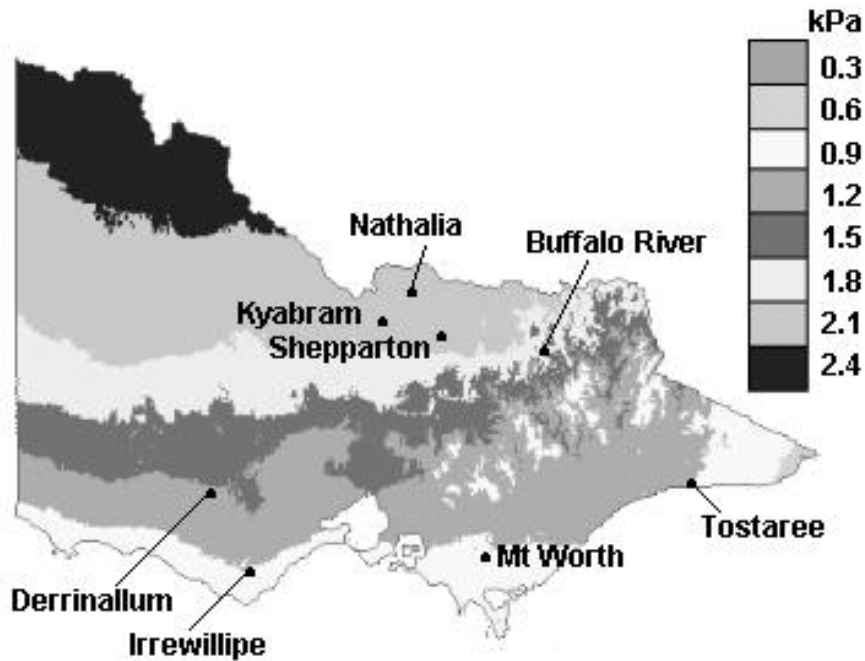 kPa
0.3
0.6
0.9
1.2
1.5
1.8
2.1
2.4
Nathalia
Buffalo River
Kyabram
Shepparton
Tostaree
Mt Worth
Derrinallum
Irrewillipe